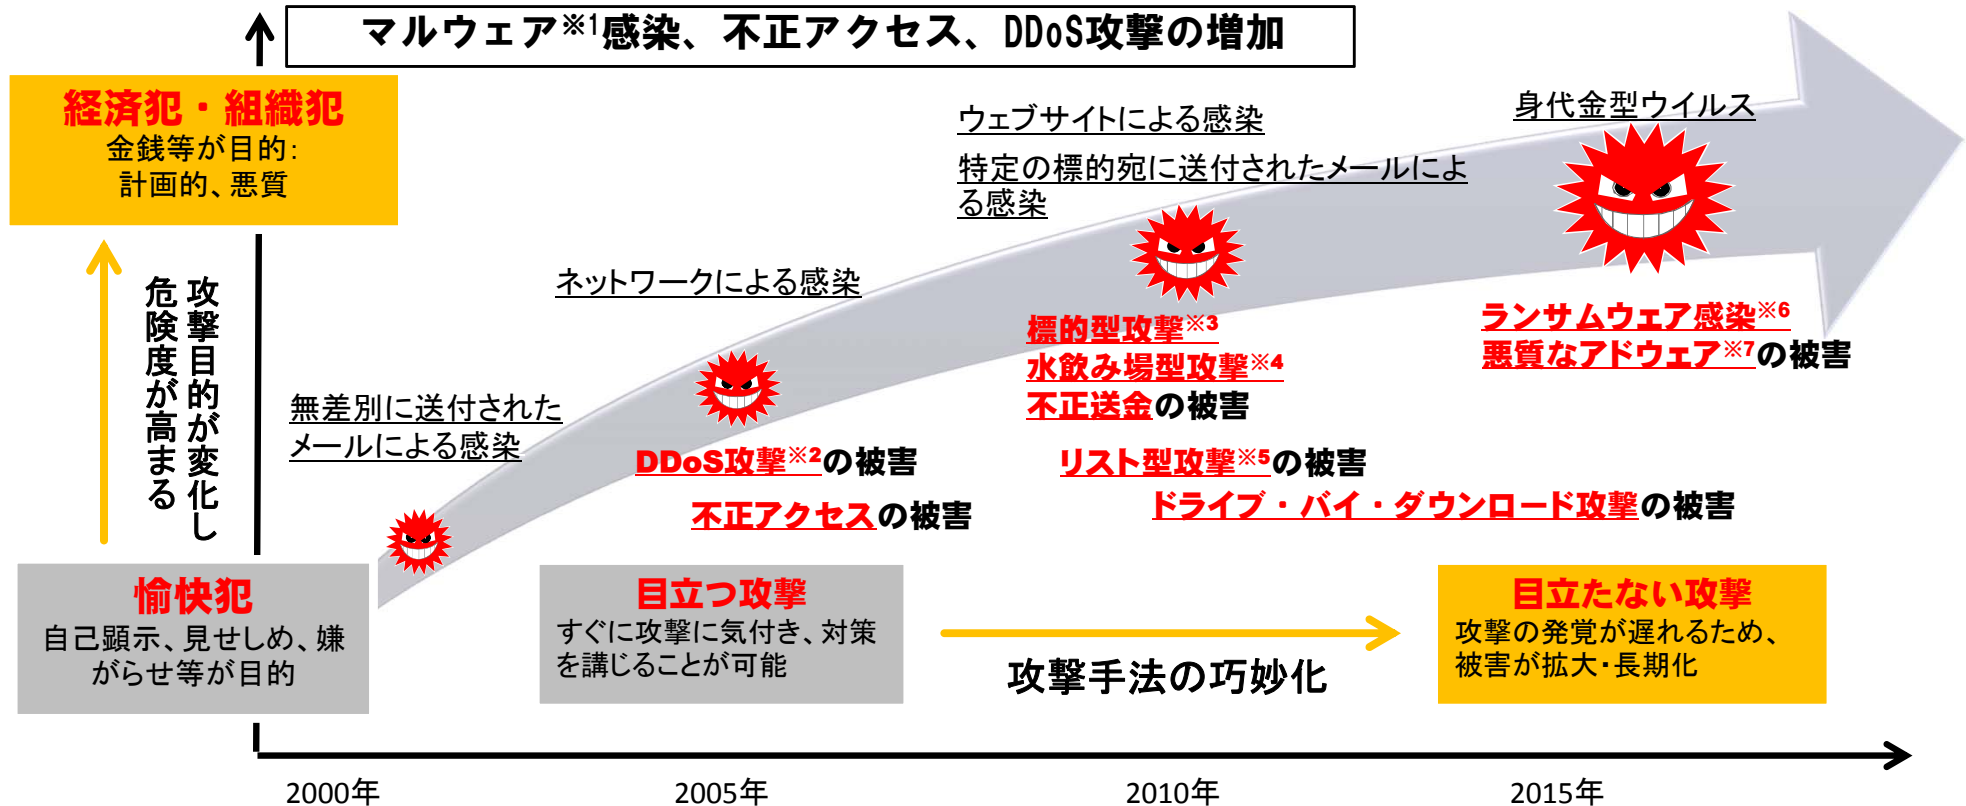 マルウェア※1感染、不正アクセス、DDoS攻撃の増加
経済犯・組織犯
金銭等が目的：
計画的、悪質
攻撃目的が変化し
危険度が高まる
愉快犯
自己顕示、見せしめ、嫌
がらせ等が目的
無差別に送付された
メールによる感染
ネットワークによる感染
DDoS攻撃※2の被害
不正アクセスの被害
ウェブサイトによる感染
特定の標的宛に送付されたメールによ
る感染
標的型攻撃※3
水飲み場型攻撃※4
不正送金の被害
リスト型攻撃※5の被害
ドライブ・バイ・ダウンロード攻撃の被害
身代金型ウイルス
ランサムウェア感染※6
悪質なアドウェア※7の被害
目立つ攻撃
すぐに攻撃に気付き、対策
を講じることが可能
攻撃手法の巧妙化
目立たない攻撃
攻撃の発覚が遅れるため、
被害が拡大・長期化
2000年
2005年
2010年
2015年